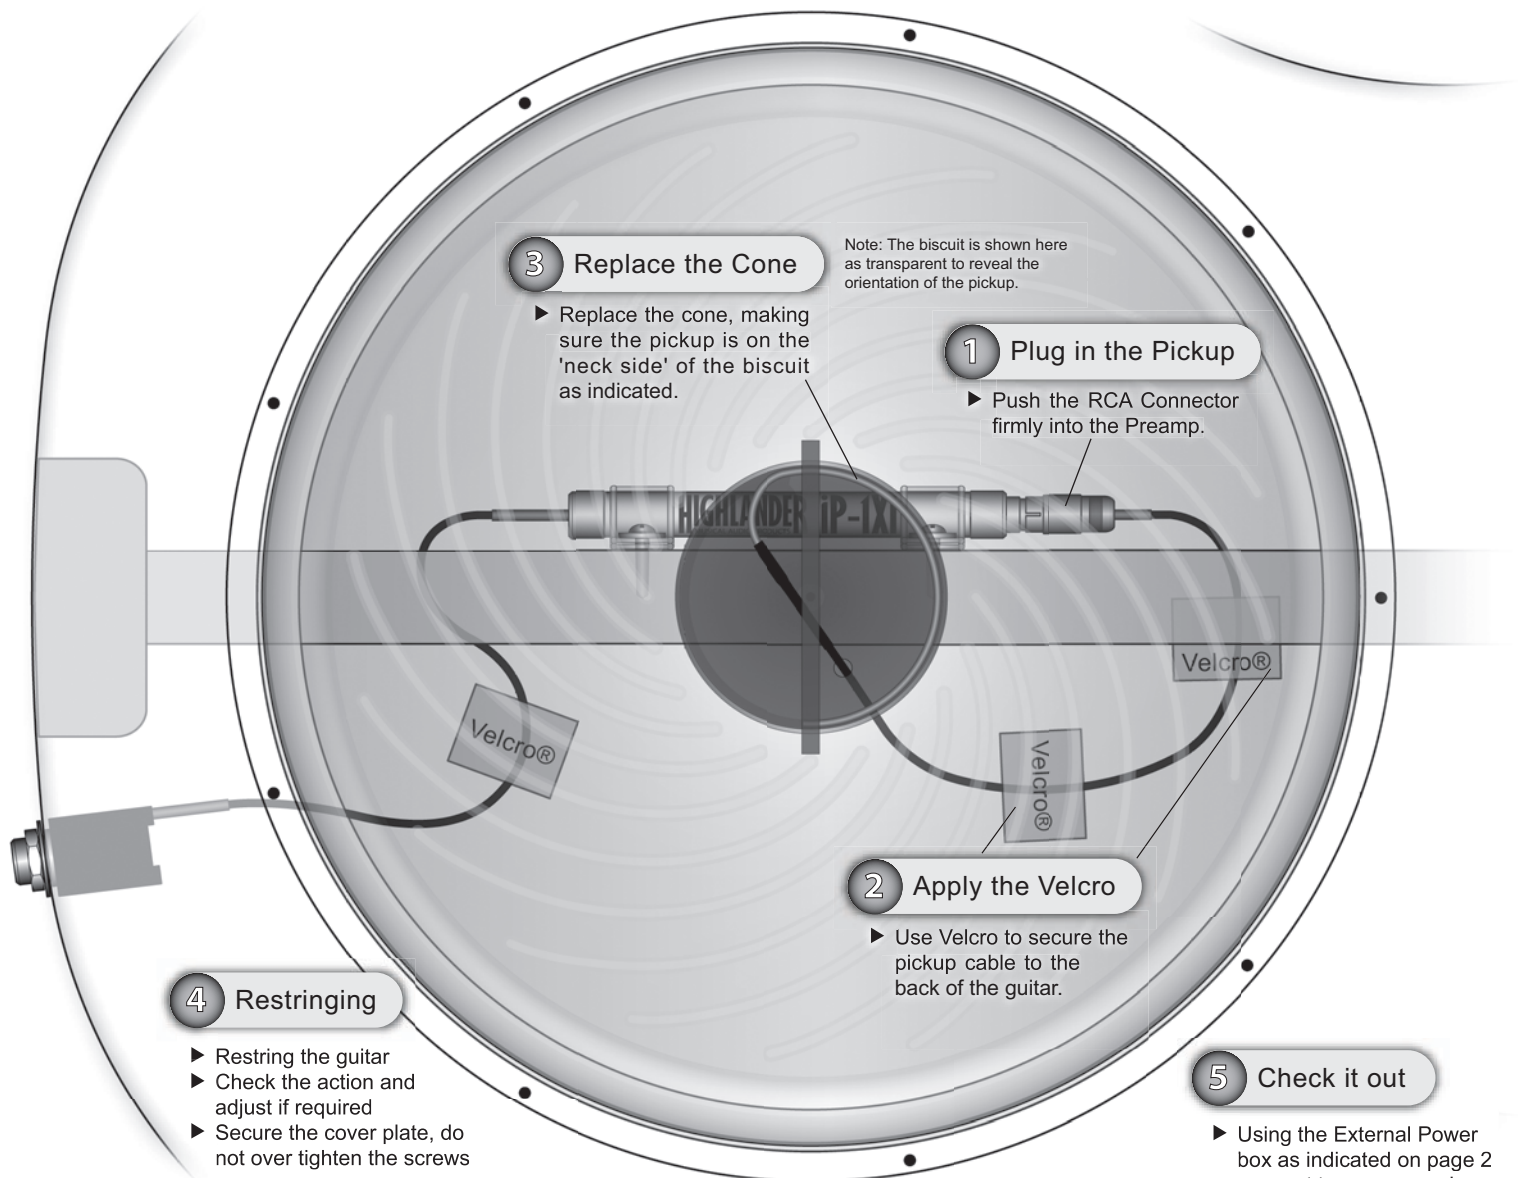 3 Replace the Cone
Replace the cone, making
sure the pickup is on the
'neck side' of the biscuit
as indicated.
Note: The biscuit is shown here
as transparent to reveal the
orientation of the pickup.
1 Plug in the Pickup
Push the RCA Connector
firmly into the Preamp.
HIGHLANDER iP-1X
Velcro®
Velcro®
Velcro®
2 Apply the Velcro
Use Velcro to secure the
pickup cable to the
back of the guitar.
4 Restringing
Restring the guitar
Check the action and
adjust if required
Secure the cover plate, do
not over tighten the screws
5 Check it out
Using the External Power
box as indicated on page 2